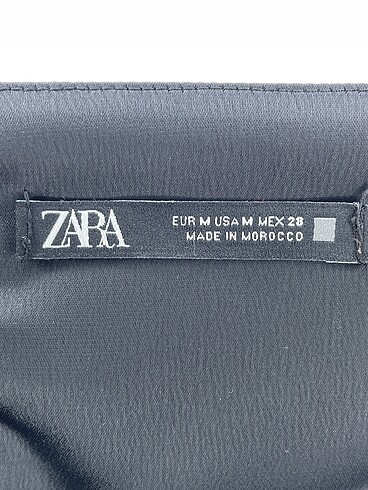 ZARA
EUR M USA M MEX 28
MADE IN MOROCCO